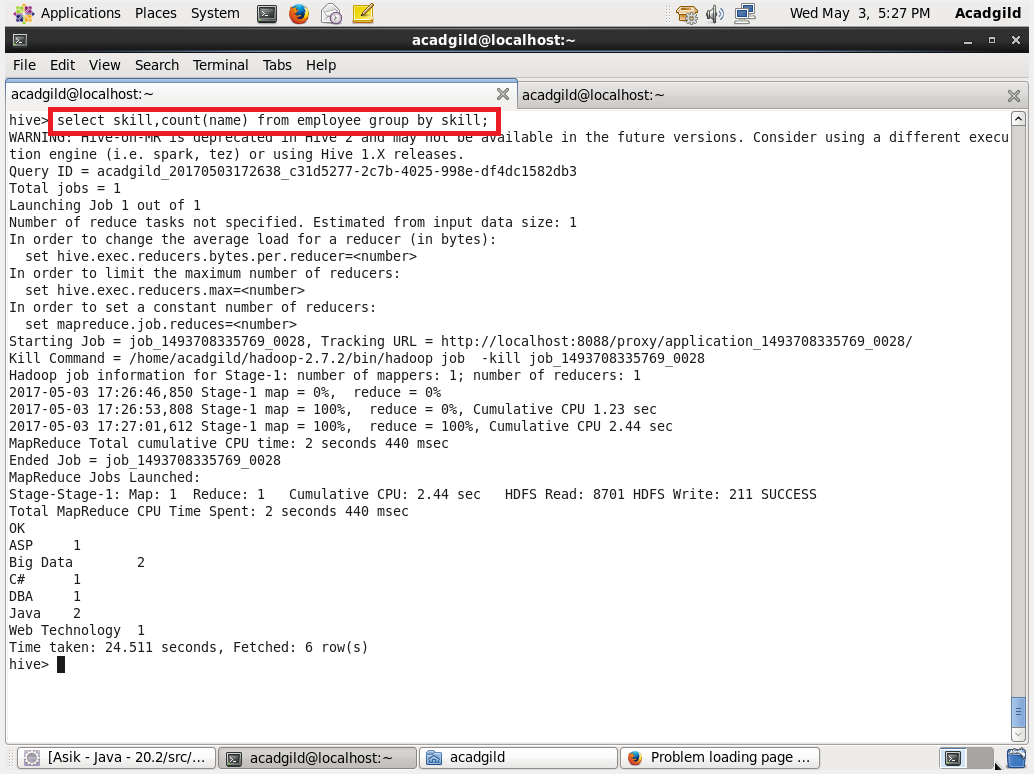 Applications Places System Wed May 3, 5:27 PM Acadgild
acadgild@localhost:~
File Edit View Search Terminal Tabs Help
acadgild@localhost:~ acadgild@localhost:~
hive> select skill,count(name) from employee group by skill;
WARNING: Hive-on-MR is deprecated in Hive 2 and may not be available in the future versions. Consider using a different execu
tion engine (i.e. spark, tez) or using Hive 1.X releases.
Query ID = acadgild_20170503172638_c31d5277-2c7b-4025-998e-df4dc1582db3
Total jobs = 1
Launching Job 1 out of 1
Number of reduce tasks not specified. Estimated from input data size: 1
In order to change the average load for a reducer (in bytes):
  set hive.exec.reducers.bytes.per.reducer=<number>
In order to limit the maximum number of reducers:
  set hive.exec.reducers.max=<number>
In order to set a constant number of reducers:
  set mapreduce.job.reduces=<number>
Starting Job = job_1493708335769_0028, Tracking URL = http://localhost:8088/proxy/application_1493708335769_0028/
Kill Command = /home/acadgild/hadoop-2.7.2/bin/hadoop job  -kill job_1493708335769_0028
Hadoop job information for Stage-1: number of mappers: 1; number of reducers: 1
2017-05-03 17:26:46,850 Stage-1 map = 0%,  reduce = 0%
2017-05-03 17:26:53,808 Stage-1 map = 100%,  reduce = 0%, Cumulative CPU 1.23 sec
2017-05-03 17:27:01,612 Stage-1 map = 100%,  reduce = 100%, Cumulative CPU 2.44 sec
MapReduce Total cumulative CPU time: 2 seconds 440 msec
Ended Job = job_1493708335769_0028
MapReduce Jobs Launched:
Stage-Stage-1: Map: 1  Reduce: 1   Cumulative CPU: 2.44 sec   HDFS Read: 8701 HDFS Write: 211 SUCCESS
Total MapReduce CPU Time Spent: 2 seconds 440 msec
OK
ASP     1
Big Data        2
C#      1
DBA     1
Java    2
Web Technology  1
Time taken: 24.511 seconds, Fetched: 6 row(s)
hive>
[Asik - Java - 20.2/src/... acadgild@localhost:~ acadgild Problem loading page ...